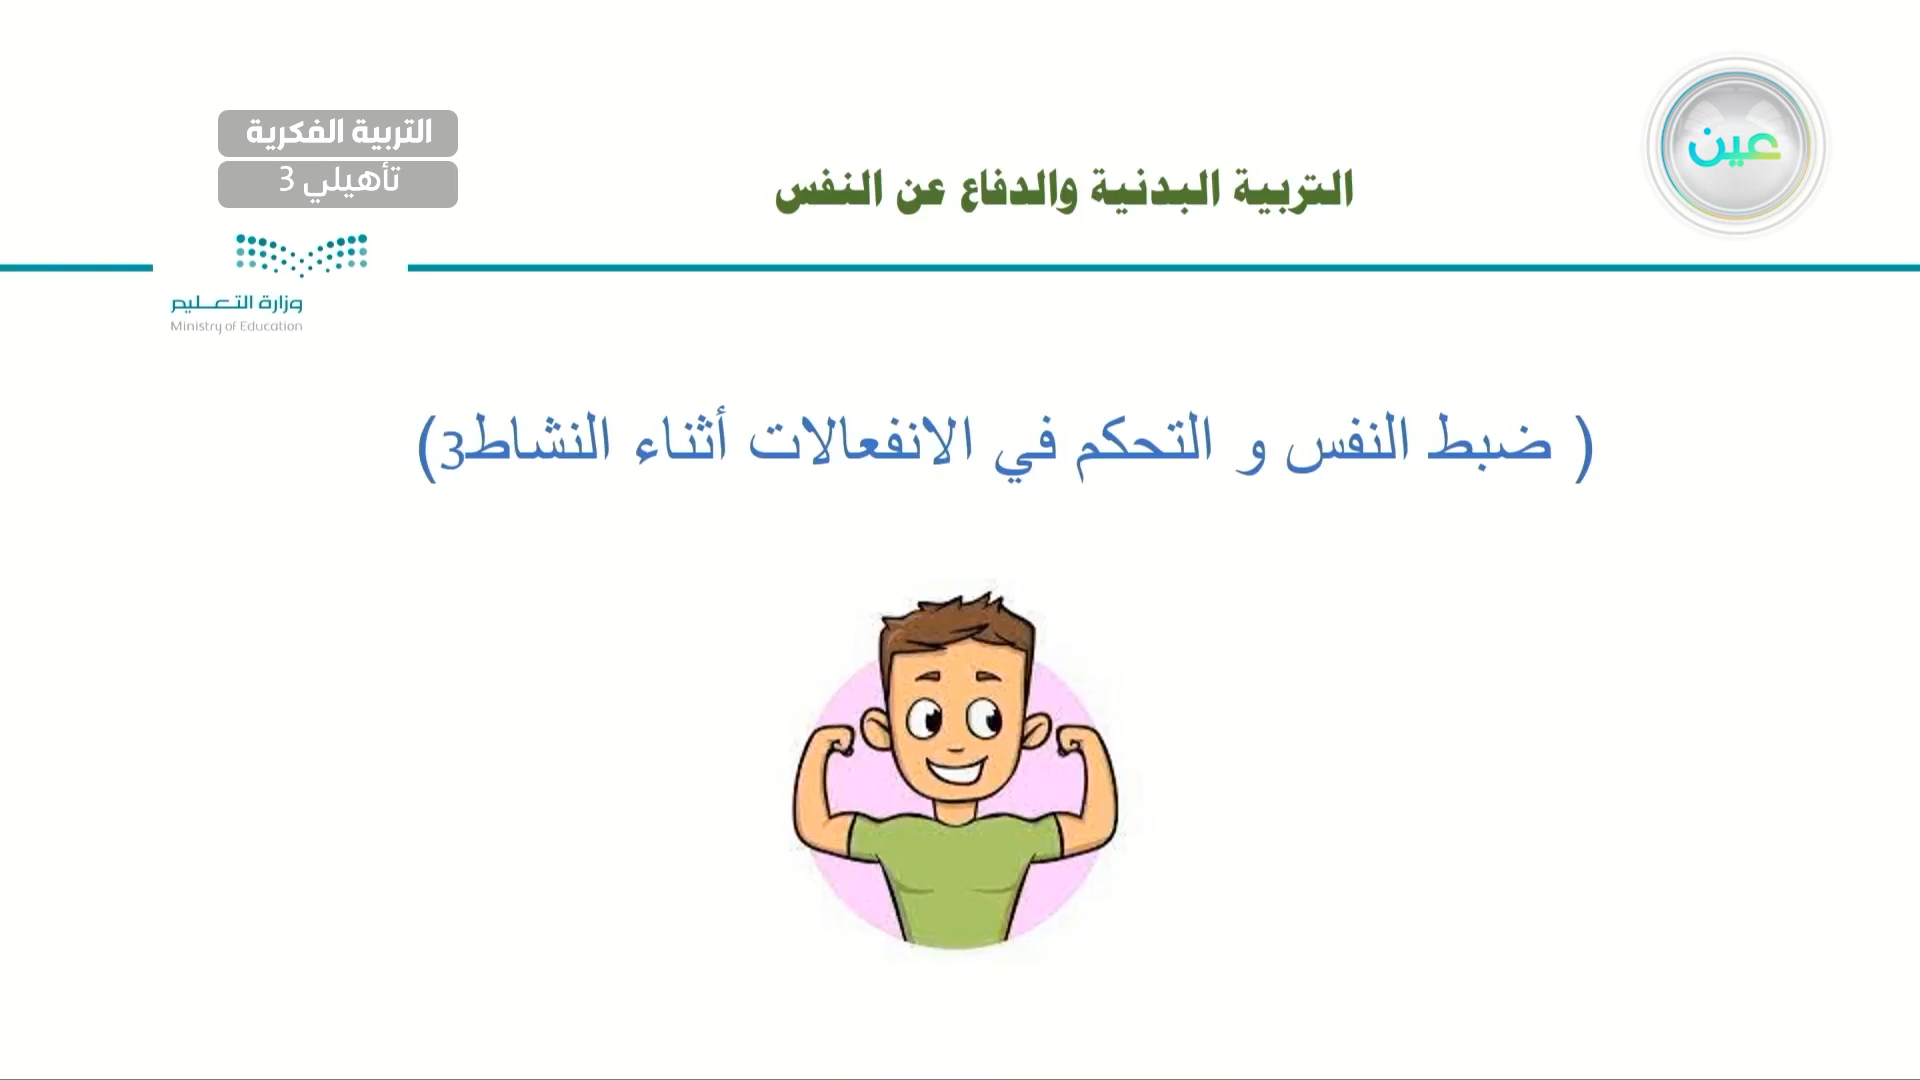 التربية الفكرية
تأهيلي 3
عين
التربية البدنية والدفاع عن النفس
وزارة التعليم
Ministry of Education
( ضبط النفس و التحكم في الانفعالات أثناء النشاط3)